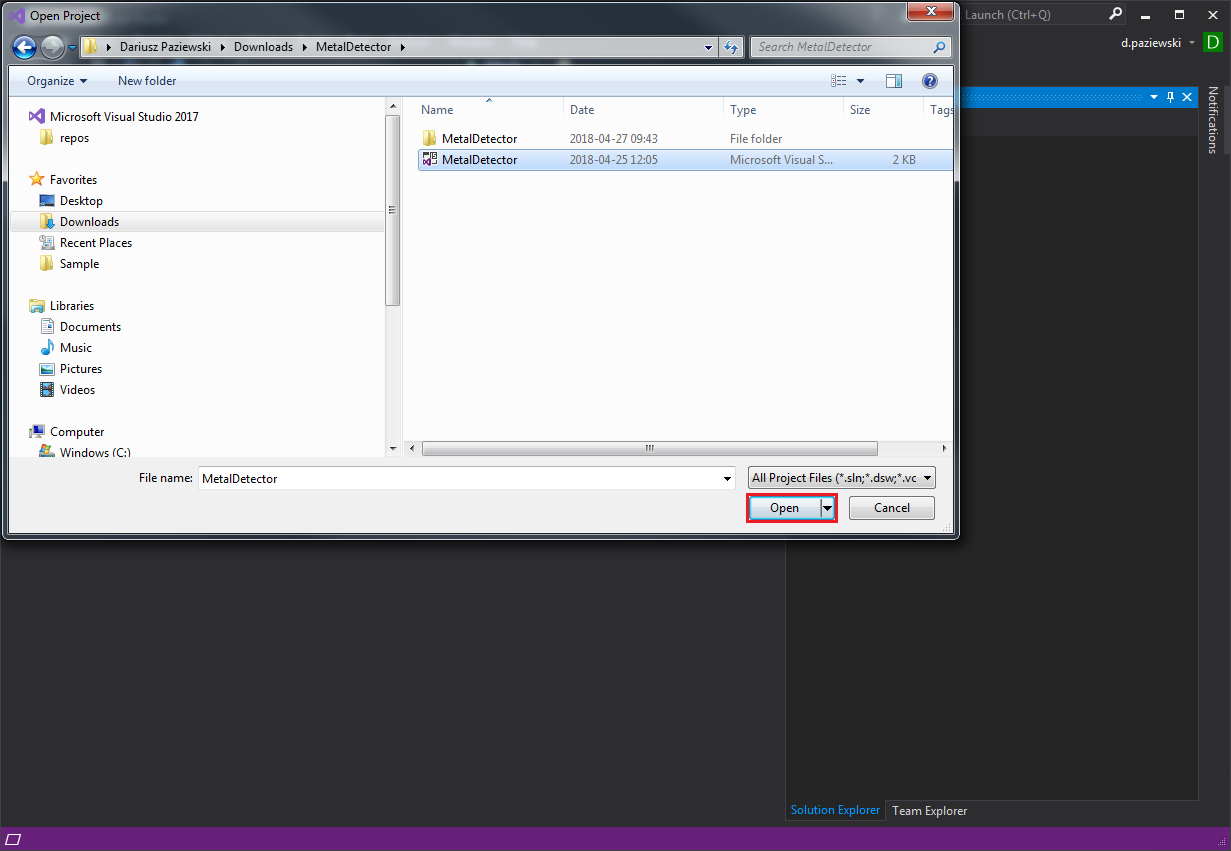 Open Project
Launch (Ctrl+Q)
Dariusz Paziewski Downloads MetalDetector
Search MetalDetector
d.paziewski
D
Organize
New folder
Notifications
Microsoft Visual Studio 2017
repos
Favorites
Desktop
Downloads
Recent Places
Sample
Libraries
Documents
Music
Pictures
Videos
Computer
Windows (C:)
Name Date Type Size Tags
MetalDetector 2018-04-27 09:43 File folder
MetalDetector 2018-04-25 12:05 Microsoft Visual S... 2 KB
File name: MetalDetector
All Project Files (*.sln;*.dsw;*.vc
Open
Cancel
Solution Explorer
Team Explorer